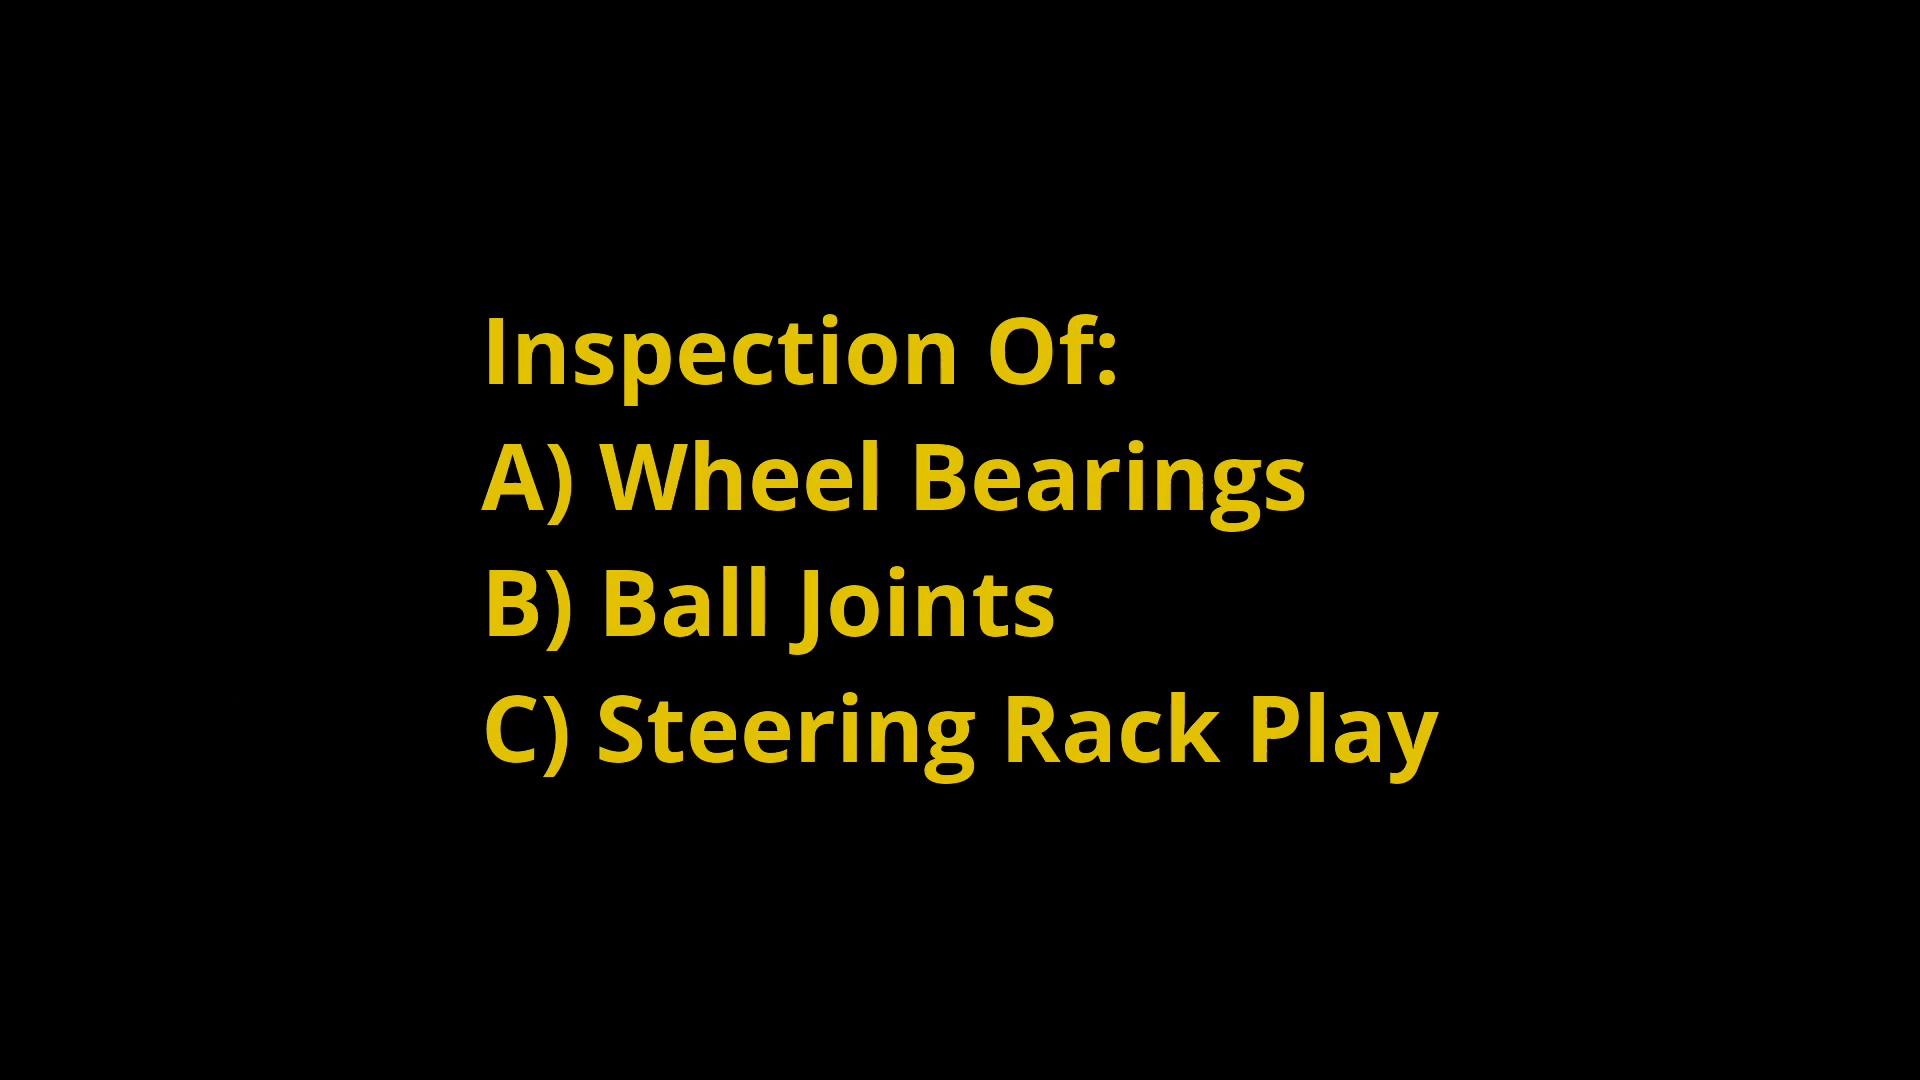 Inspection Of:
A) Wheel Bearings
B) Ball Joints
C) Steering Rack Play